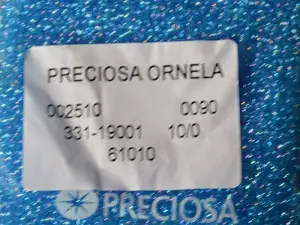 PRECIOSA ORNELA
002510 0090
331-19001 10/0
61010
PRECIOSA